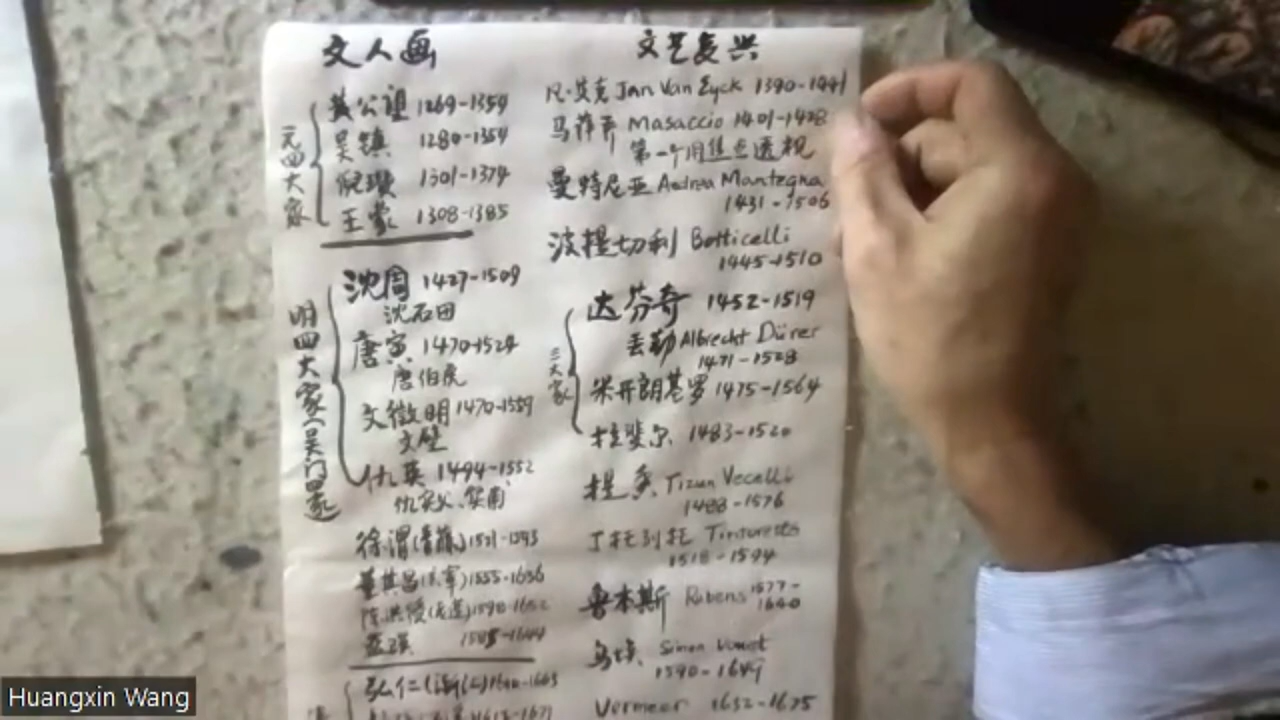 文人画
元四大家
黄公望 1269-1354
吴镇 1280-1354
倪瓒 1301-1374
王蒙 1308-1385
明四大家(吴门四家)
沈周 1427-1509
沈石田
唐寅 1470-1524
唐伯虎
文徵明 1470-1559
文壁
仇英 1494-1552
仇实父、实甫
徐渭(青藤)1521-1593
董其昌(玄宰)1555-1636
陈洪绶(老莲)1598-1652
1585-1644
弘仁(渐江)1610-1663
文艺复兴
凡·艾克 Jan Van Eyck 1390-1441
马萨乔 Masaccio 1401-1428
第一个用焦点透视
曼特尼亚 Andrea Mantegna
1431-1506
波提切利 Botticelli
1445-1510
三大家
达芬奇 1452-1519
丢勒 Albrecht Dürer
1471-1528
米开朗基罗 1475-1564
拉斐尔 1483-1520
提香 Tizian Vecelli
1488-1576
丁托列托 Tintoretto
1518-1594
鲁本斯 Rubens 1577-
1640
乌埃 Simon Vouet
1590-1649
Vermeer 1632-1675
Huangxin Wang